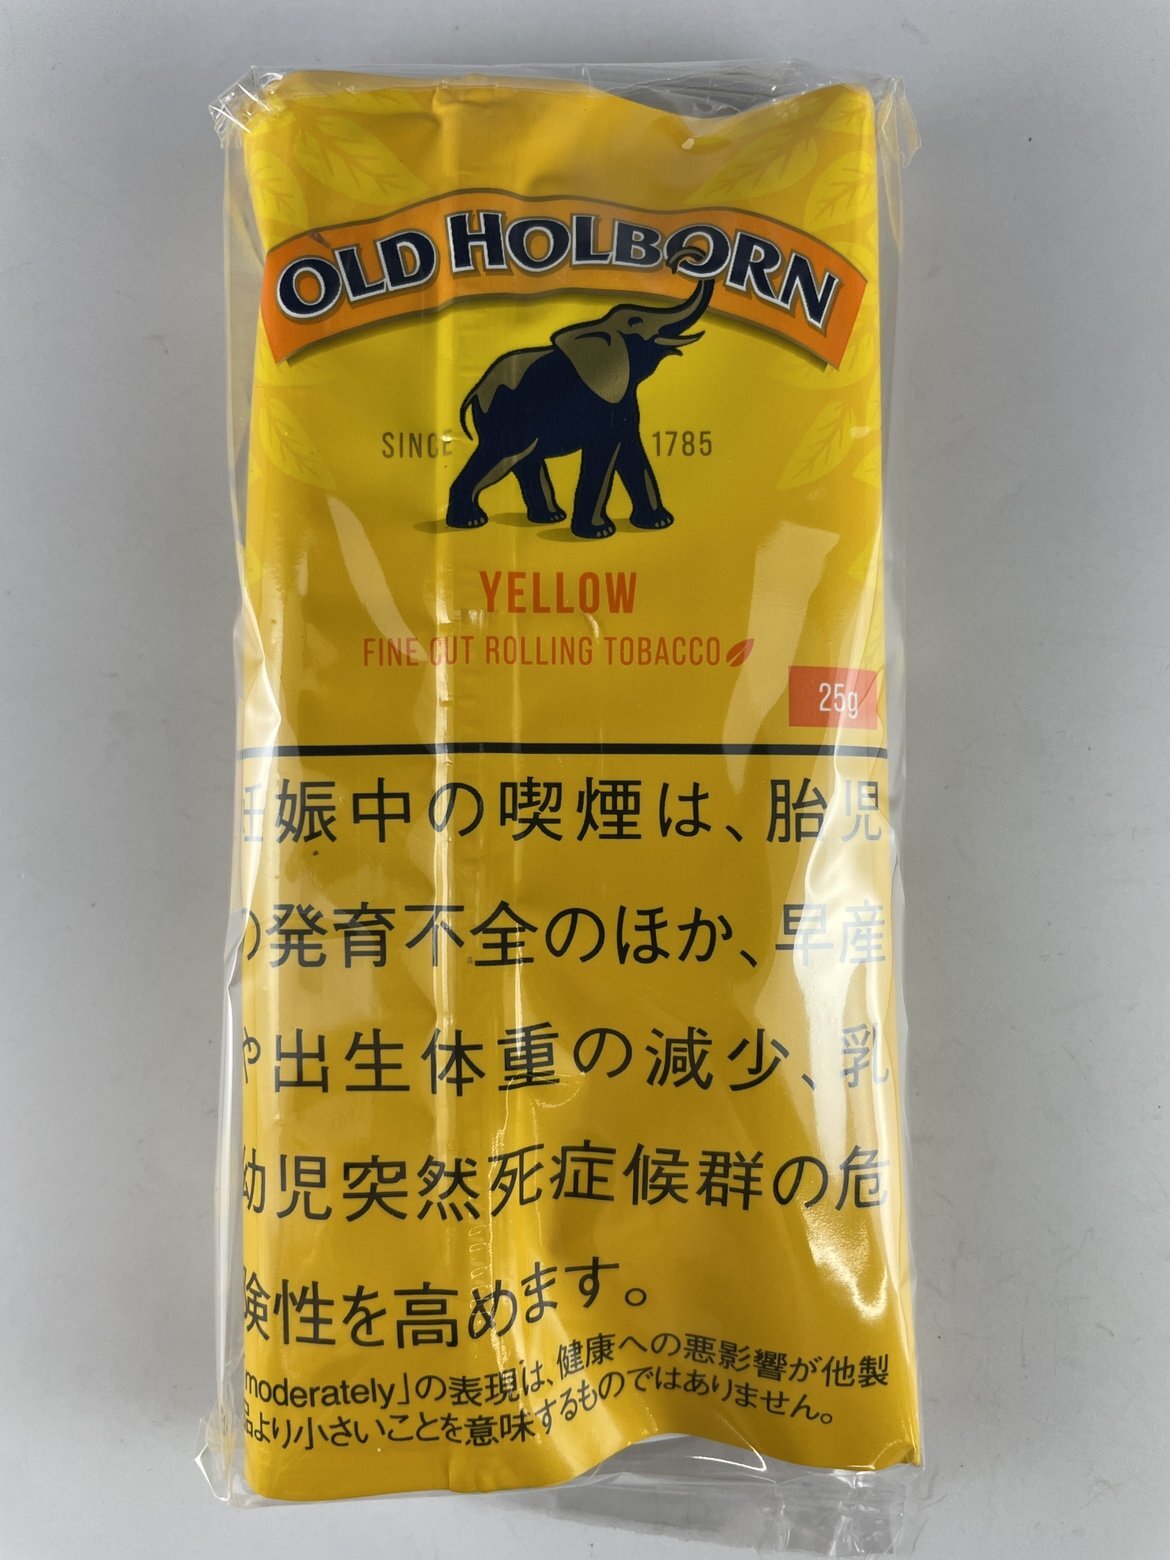 OLD HOLBORN
SINCE 1785
YELLOW
FINE CUT ROLLING TOBACCO
25g
妊娠中の喫煙は、胎児
の発育不全のほか、早産
や出生体重の減少、乳
幼児突然死症候群の危
険性を高めます。
moderately」の表現は、健康への悪影響が他製
品より小さいことを意味するものではありません。